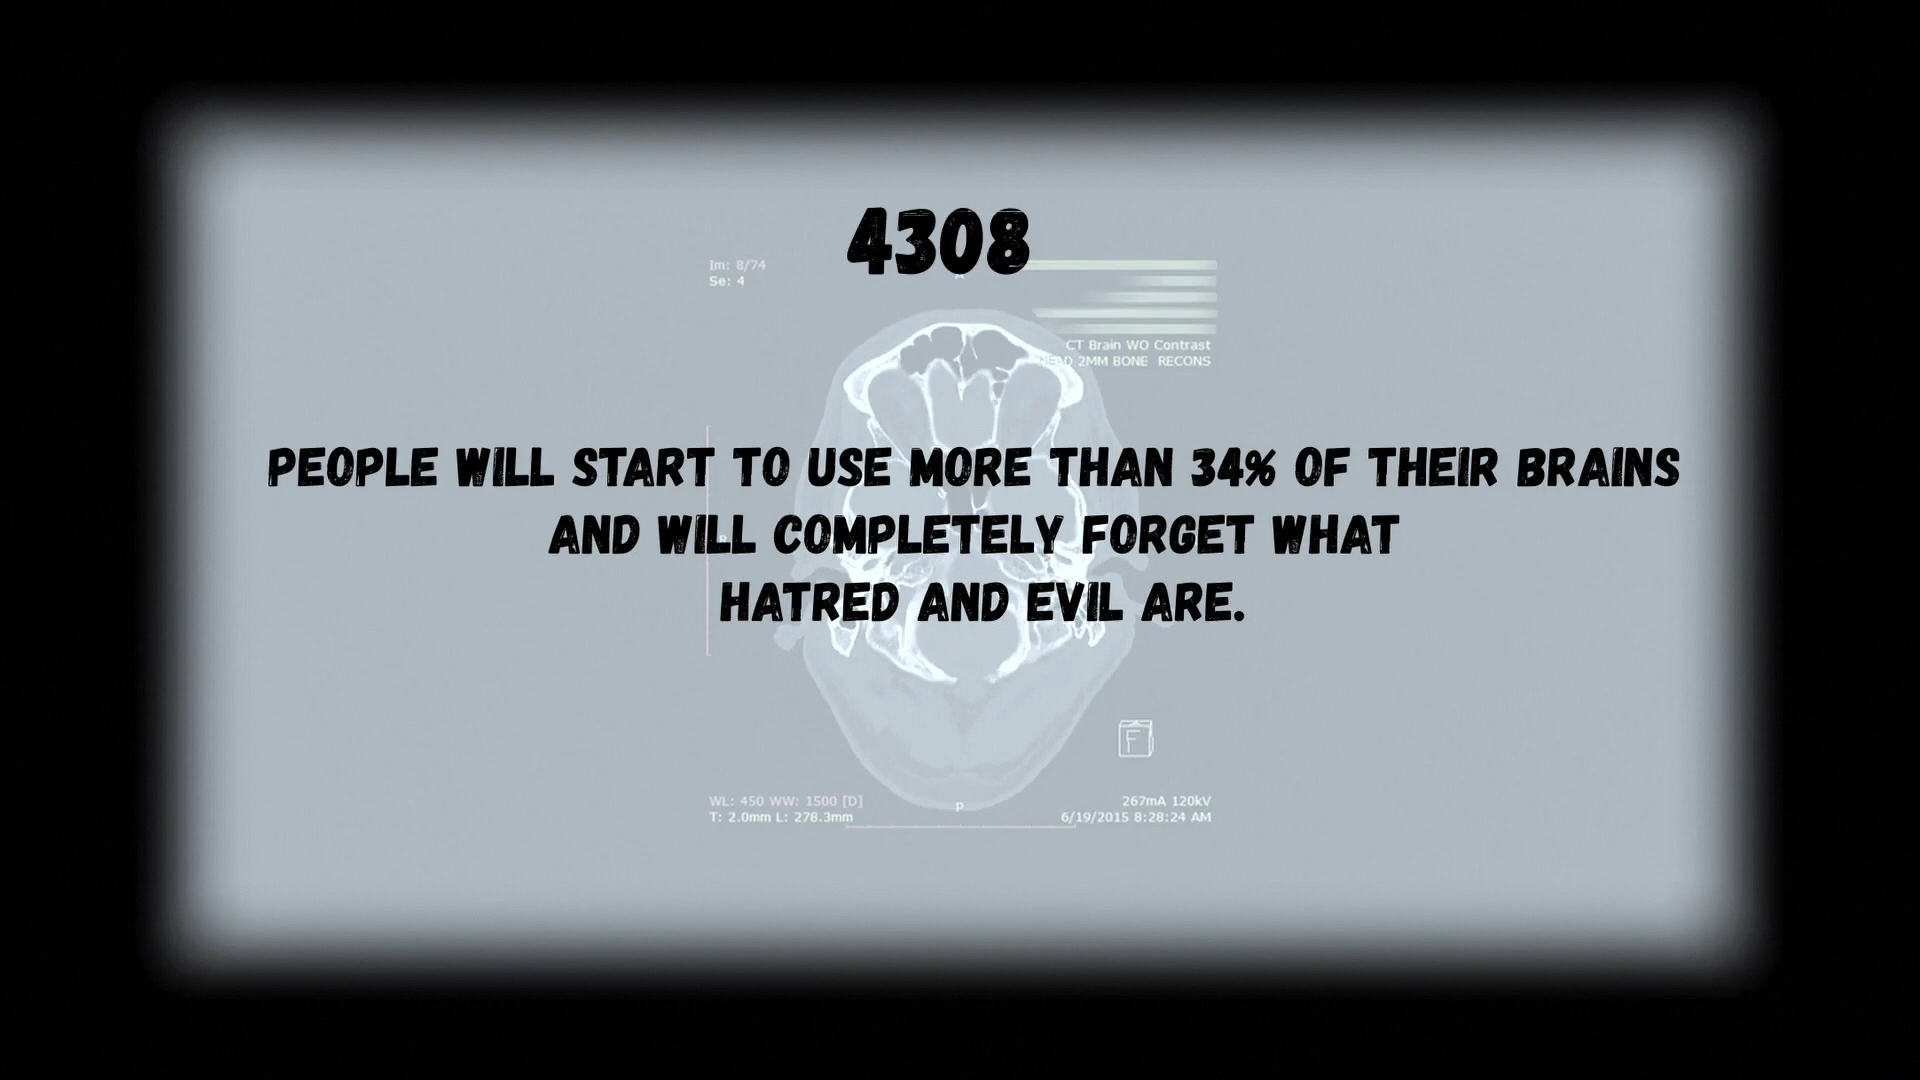 4308
Im: 8/74
Se: 4
CT Brain WO Contrast
2MM BONE RECONS
PEOPLE WILL START TO USE MORE THAN 34% OF THEIR BRAINS
AND WILL COMPLETELY FORGET WHAT
HATRED AND EVIL ARE.
F
WL: 450 WW: 1500 [D]
T: 2.0mm L: 278.3mm
P
267mA 120kV
6/19/2015 8:28:24 AM